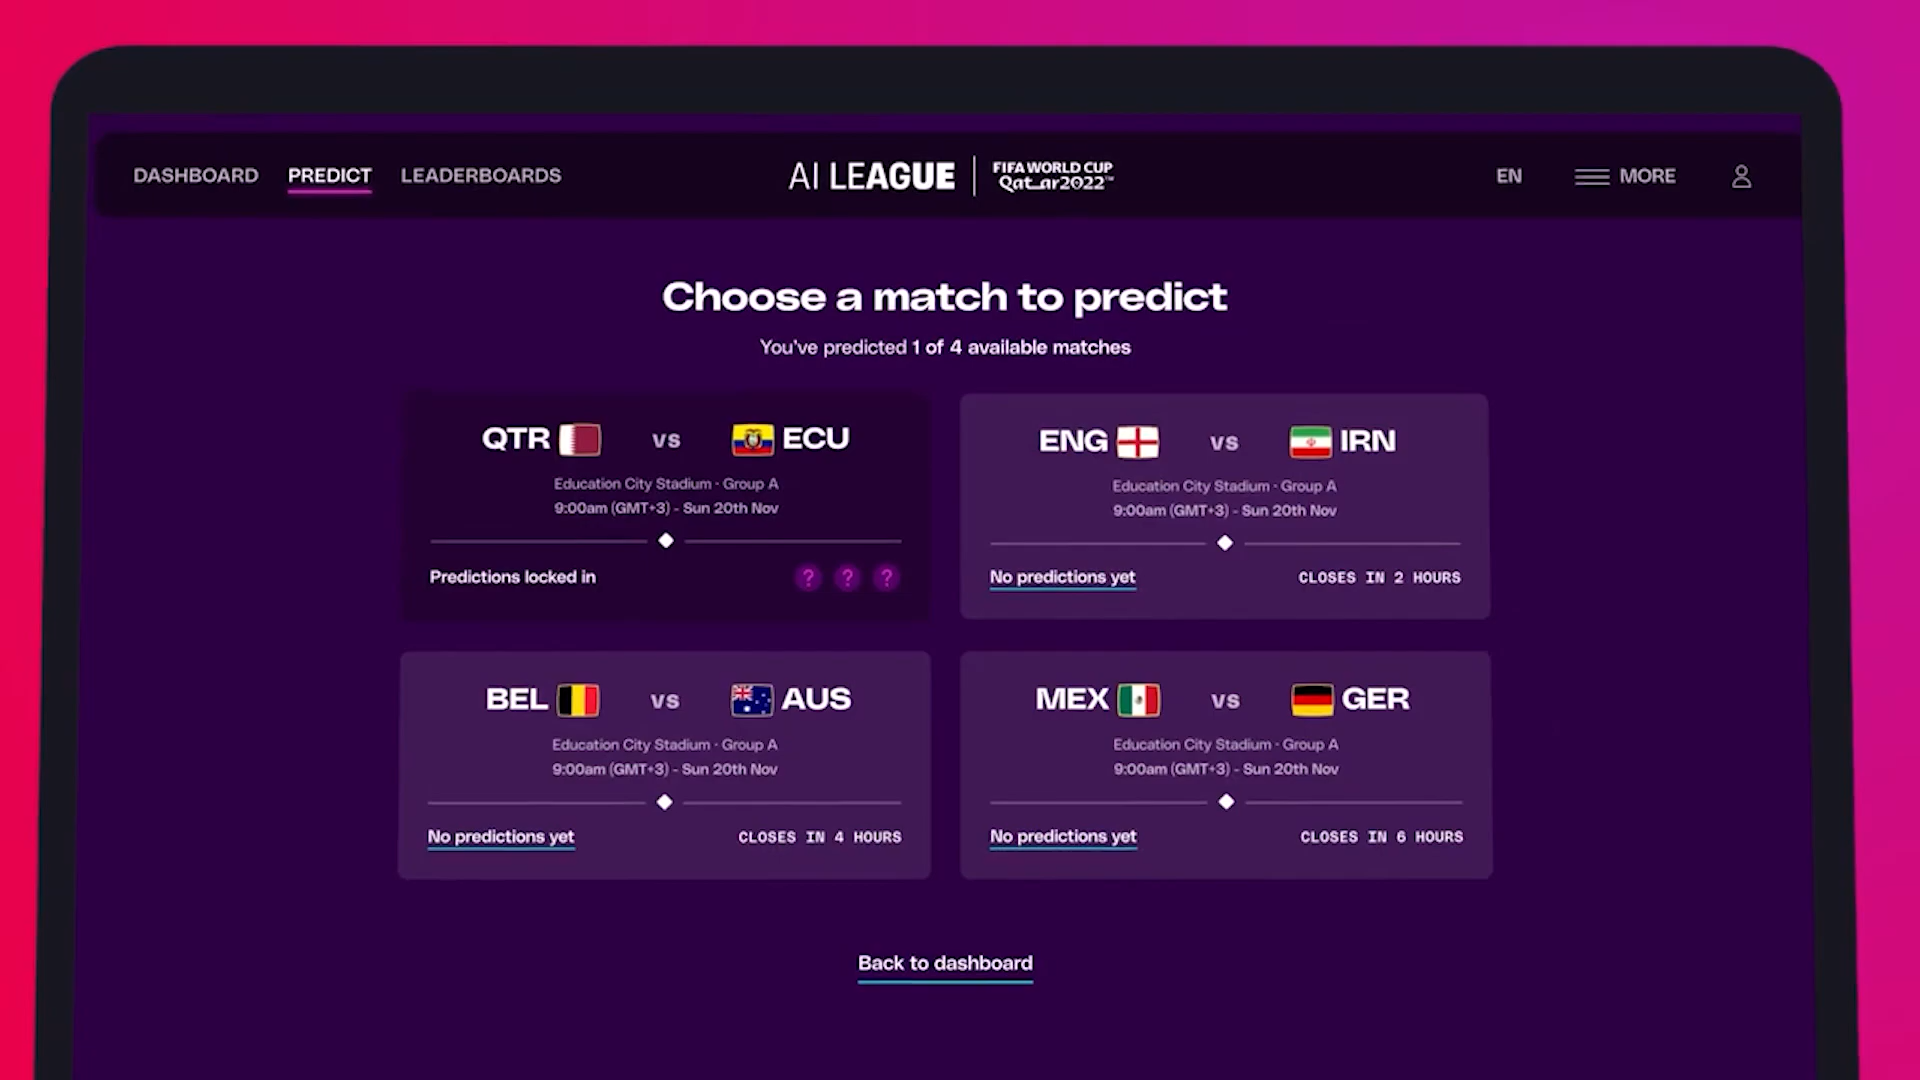 DASHBOARD PREDICT LEADERBOARDS
AI LEAGUE
FIFA WORLD CUP
Qatar2022™
EN
MORE
Choose a match to predict
You've predicted 1 of 4 available matches
QTR vs ECU
Education City Stadium · Group A
9:00am (GMT+3) - Sun 20th Nov
Predictions locked in ? ? ?
ENG vs IRN
Education City Stadium · Group A
9:00am (GMT+3) - Sun 20th Nov
No predictions yet CLOSES IN 2 HOURS
BEL vs AUS
Education City Stadium · Group A
9:00am (GMT+3) - Sun 20th Nov
No predictions yet CLOSES IN 4 HOURS
MEX vs GER
Education City Stadium · Group A
9:00am (GMT+3) - Sun 20th Nov
No predictions yet CLOSES IN 6 HOURS
Back to dashboard